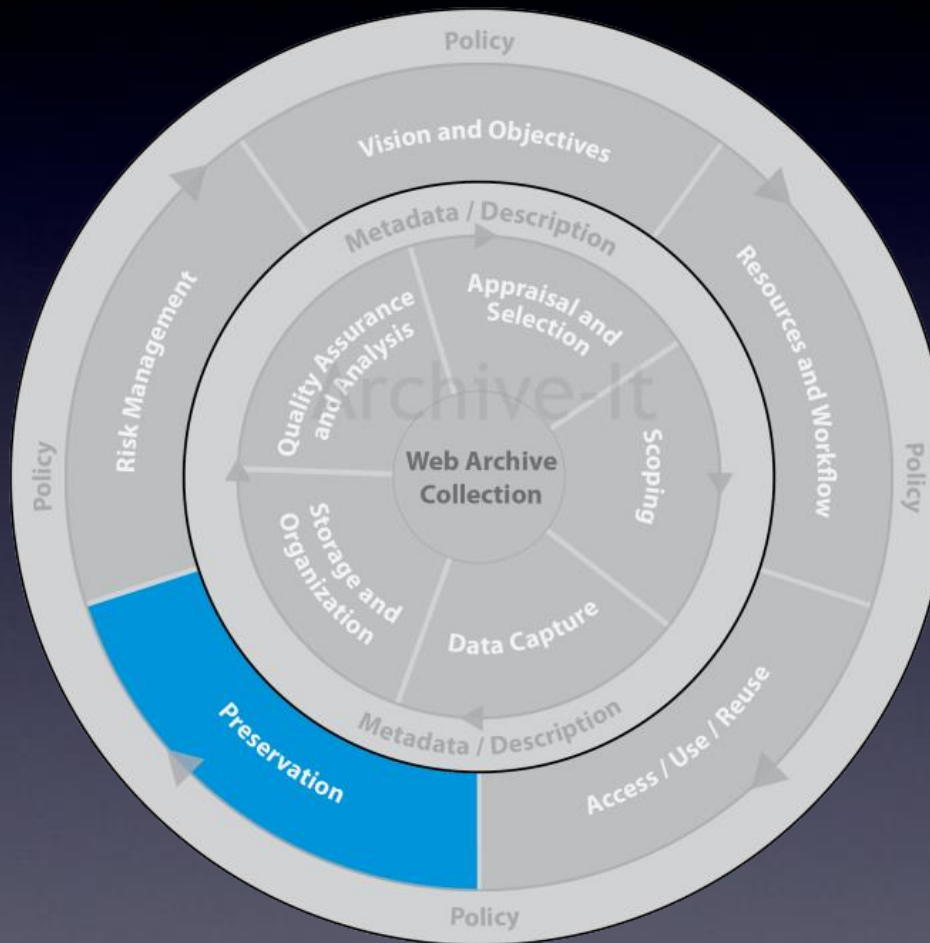 Policy
Vision and Objectives
Metadata / Description
Appraisal and
Selection
Quality Assurance
and Analysis
Risk Management
Resources and Workflow
Archive-It
Scoping
Web Archive
Collection
Policy
Policy
Storage and
Organization
Data Capture
Metadata / Description
Preservation
Access / Use / Reuse
Policy